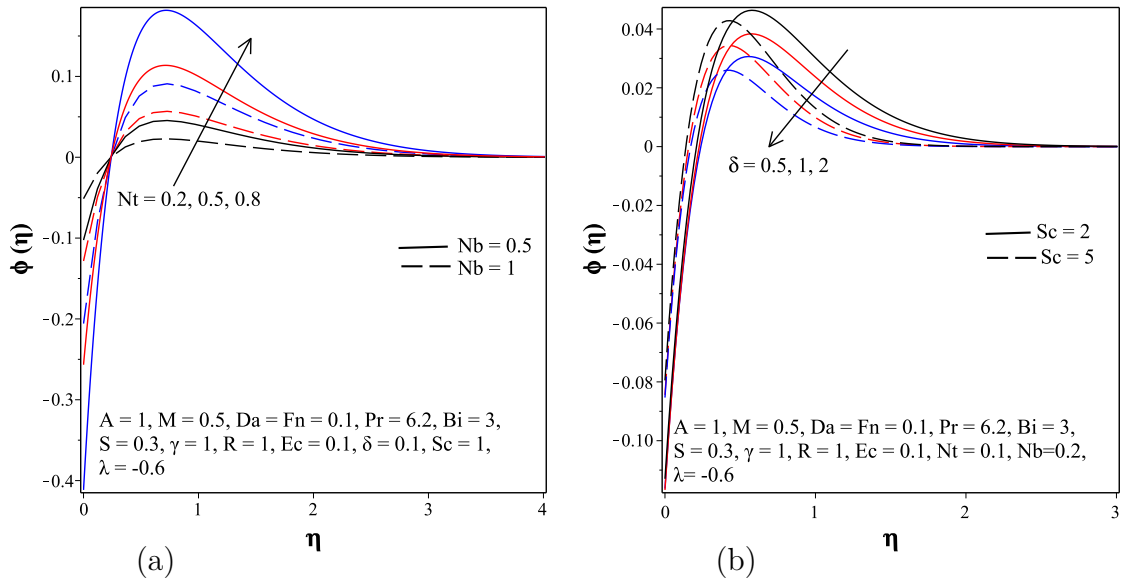 0.1
0
−0.1
−0.2
−0.3
−0.4
ϕ (η)
Nt = 0.2, 0.5, 0.8
Nb = 0.5
Nb = 1
A = 1, M = 0.5, Da = Fn = 0.1, Pr = 6.2, Bi = 3,
S = 0.3, γ = 1, R = 1, Ec = 0.1, δ = 0.1, Sc = 1,
λ = -0.6
0 1 2 3 4
η
(a)
0.04
0.02
0
−0.02
−0.04
−0.06
−0.08
−0.10
ϕ (η)
δ = 0.5, 1, 2
Sc = 2
Sc = 5
A = 1, M = 0.5, Da = Fn = 0.1, Pr = 6.2, Bi = 3,
S = 0.3, γ = 1, R = 1, Ec = 0.1, Nt = 0.1, Nb=0.2,
λ= -0.6
0 1 2 3
η
(b)